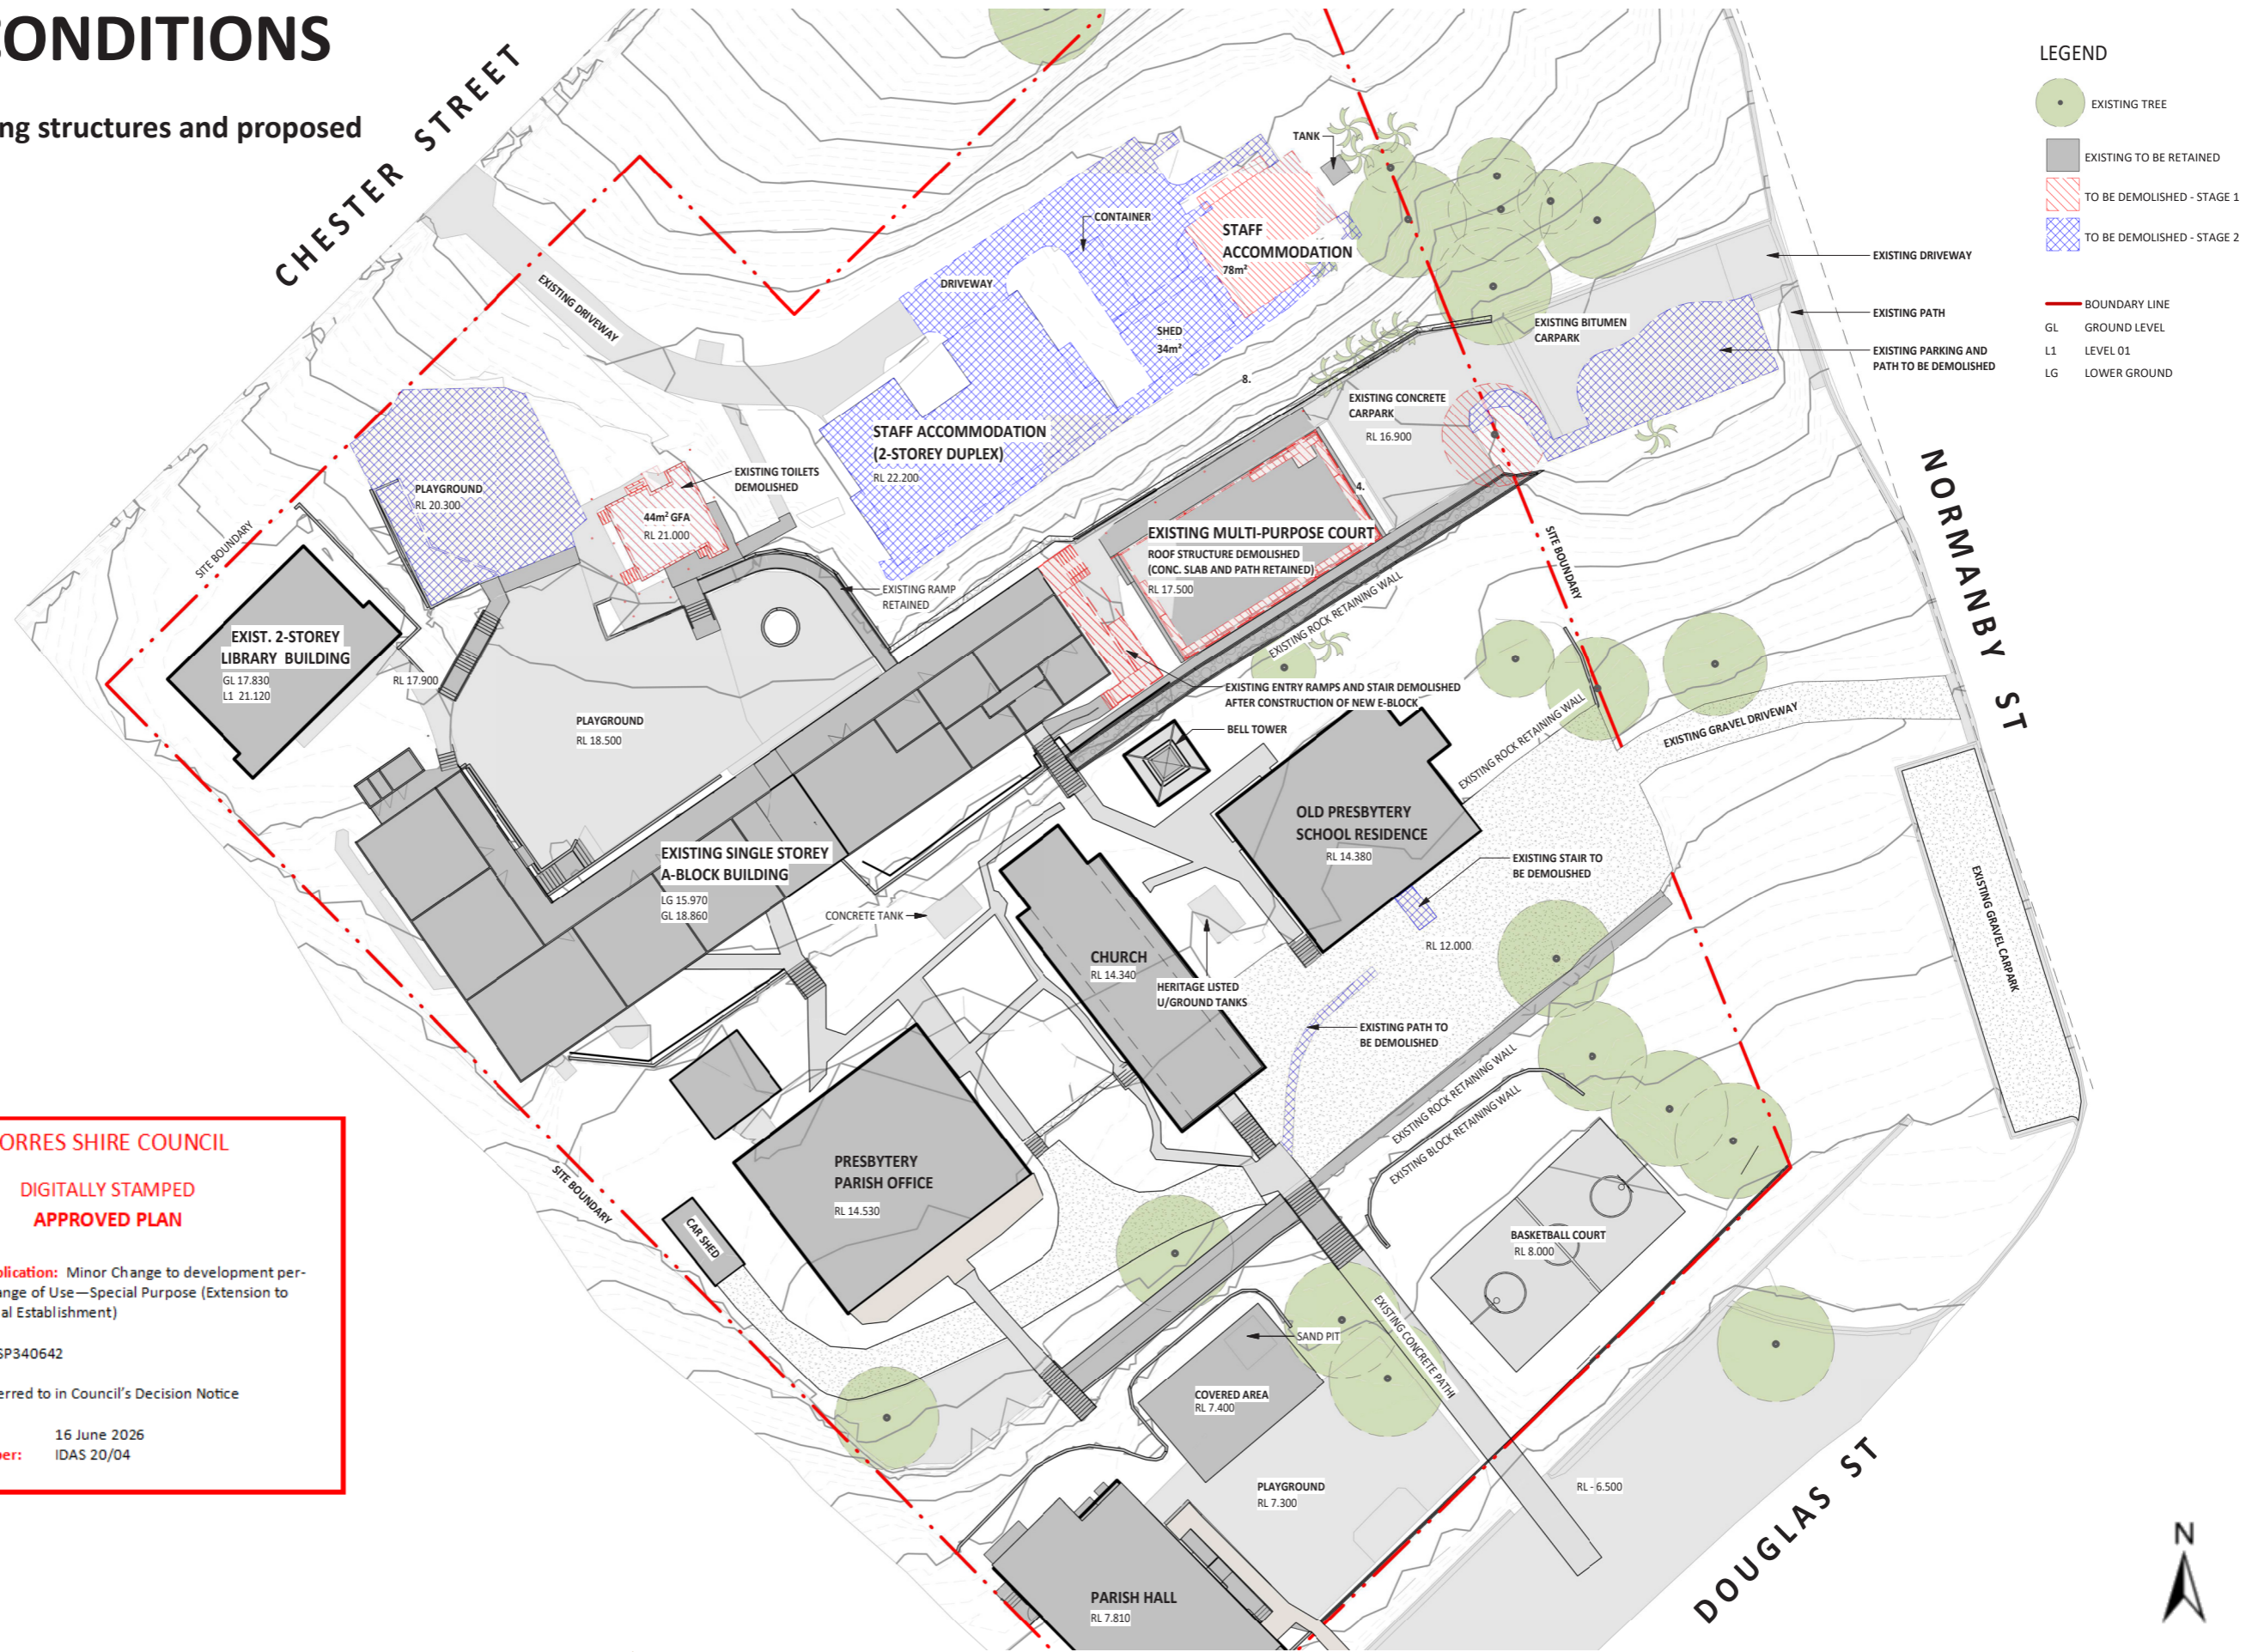 CONDITIONS
ng structures and proposed
CHESTER STREET
LEGEND
EXISTING TREE
EXISTING TO BE RETAINED
TO BE DEMOLISHED - STAGE 1
TO BE DEMOLISHED - STAGE 2
BOUNDARY LINE
GL GROUND LEVEL
L1 LEVEL 01
LG LOWER GROUND
TANK
CONTAINER
STAFF
ACCOMMODATION
78m²
DRIVEWAY
EXISTING DRIVEWAY
SHED
34m²
EXISTING DRIVEWAY
EXISTING PATH
EXISTING PARKING AND
PATH TO BE DEMOLISHED
EXISTING BITUMEN
CARPARK
8.
EXISTING CONCRETE
CARPARK
RL 16.900
4.
STAFF ACCOMMODATION
(2-STOREY DUPLEX)
RL 22.200
EXISTING TOILETS
DEMOLISHED
PLAYGROUND
RL 20.300
44m² GFA
RL 21.000
SITE BOUNDARY
EXISTING MULTI-PURPOSE COURT
ROOF STRUCTURE DEMOLISHED
(CONC. SLAB AND PATH RETAINED)
RL 17.500
SITE BOUNDARY
NORMANBY ST
EXISTING RAMP
RETAINED
EXISTING ROCK RETAINING WALL
EXIST. 2-STOREY
LIBRARY BUILDING
GL 17.830
L1 21.120
RL 17.900
EXISTING ENTRY RAMPS AND STAIR DEMOLISHED
AFTER CONSTRUCTION OF NEW E-BLOCK
PLAYGROUND
RL 18.500
BELL TOWER
EXISTING ROCK RETAINING WALL
EXISTING GRAVEL DRIVEWAY
OLD PRESBYTERY
SCHOOL RESIDENCE
RL 14.380
EXISTING SINGLE STOREY
A-BLOCK BUILDING
LG 15.970
GL 18.860
EXISTING STAIR TO
BE DEMOLISHED
EXISTING GRAVEL CARPARK
CONCRETE TANK
RL 12.000
CHURCH
RL 14.340
HERITAGE LISTED
U/GROUND TANKS
EXISTING PATH TO
BE DEMOLISHED
EXISTING ROCK RETAINING WALL
EXISTING BLOCK RETAINING WALL
PRESBYTERY
PARISH OFFICE
RL 14.530
SITE BOUNDARY
CAR SHED
BASKETBALL COURT
RL 8.000
EXISTING CONCRETE PATH
SAND PIT
COVERED AREA
RL 7.400
PLAYGROUND
RL 7.300
RL - 6.500
DOUGLAS ST
PARISH HALL
RL 7.810
N
ORRES SHIRE COUNCIL
DIGITALLY STAMPED
APPROVED PLAN
plication: Minor Change to development per-
ange of Use—Special Purpose (Extension to
al Establishment)
SP340642
erred to in Council's Decision Notice
16 June 2026
ber: IDAS 20/04